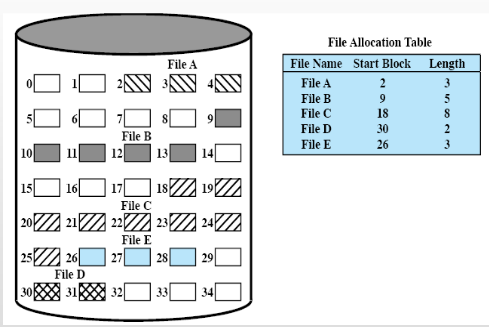 File A
0 1 2 3 4
5 6 7 8 9
File B
10 11 12 13 14
15 16 17 18 19
File C
20 21 22 23 24
File E
25 26 27 28 29
File D
30 31 32 33 34
File Allocation Table
File Name Start Block Length
File A 2 3
File B 9 5
File C 18 8
File D 30 2
File E 26 3